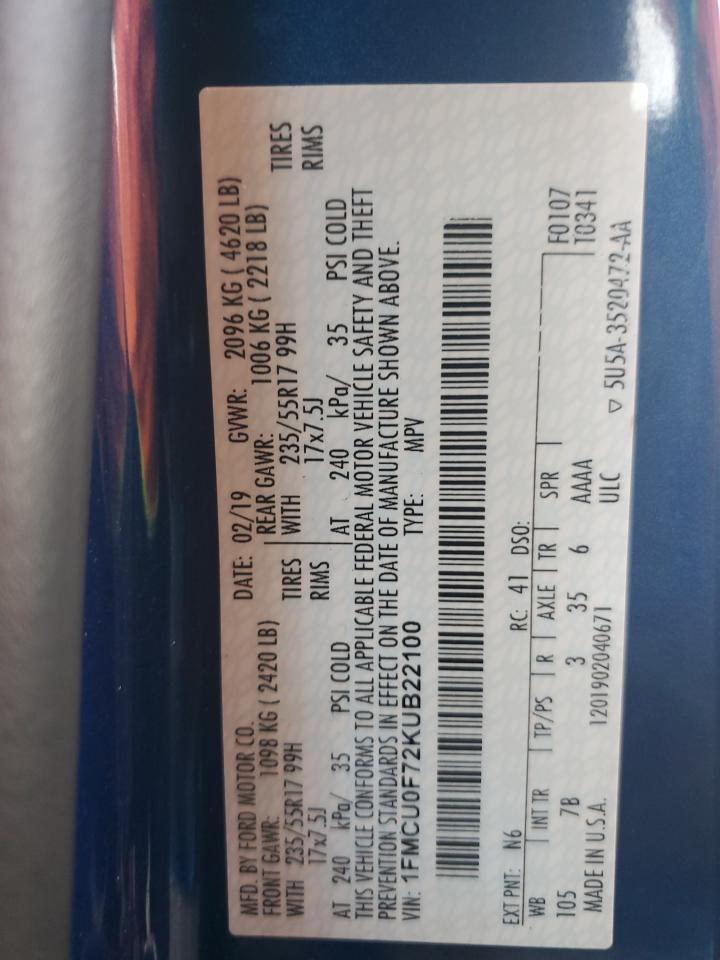 MFD. BY FORD MOTOR CO. DATE: 02/19 GVWR: 2096 KG ( 4620 LB)
FRONT GAWR: 1098 KG ( 2420 LB) REAR GAWR: 1006 KG ( 2218 LB)
WITH 235/55R17 99H TIRES WITH 235/55R17 99H TIRES
17x7.5J RIMS 17x7.5J RIMS
AT 240 kPa/ 35 PSI COLD AT 240 kPa/ 35 PSI COLD
THIS VEHICLE CONFORMS TO ALL APPLICABLE FEDERAL MOTOR VEHICLE SAFETY AND THEFT
PREVENTION STANDARDS IN EFFECT ON THE DATE OF MANUFACTURE SHOWN ABOVE.
VIN: 1FMCU0F72KUB22100 TYPE: MPV
EXT PNT: N6 RC: 41 DSO:
WB INT TR TP/PS R AXLE TR SPR F0107
105 7B 3 35 6 AAAA T0341
MADE IN U.S.A. 1201902040671 ULC ▽ 5U5A-3520472-AA